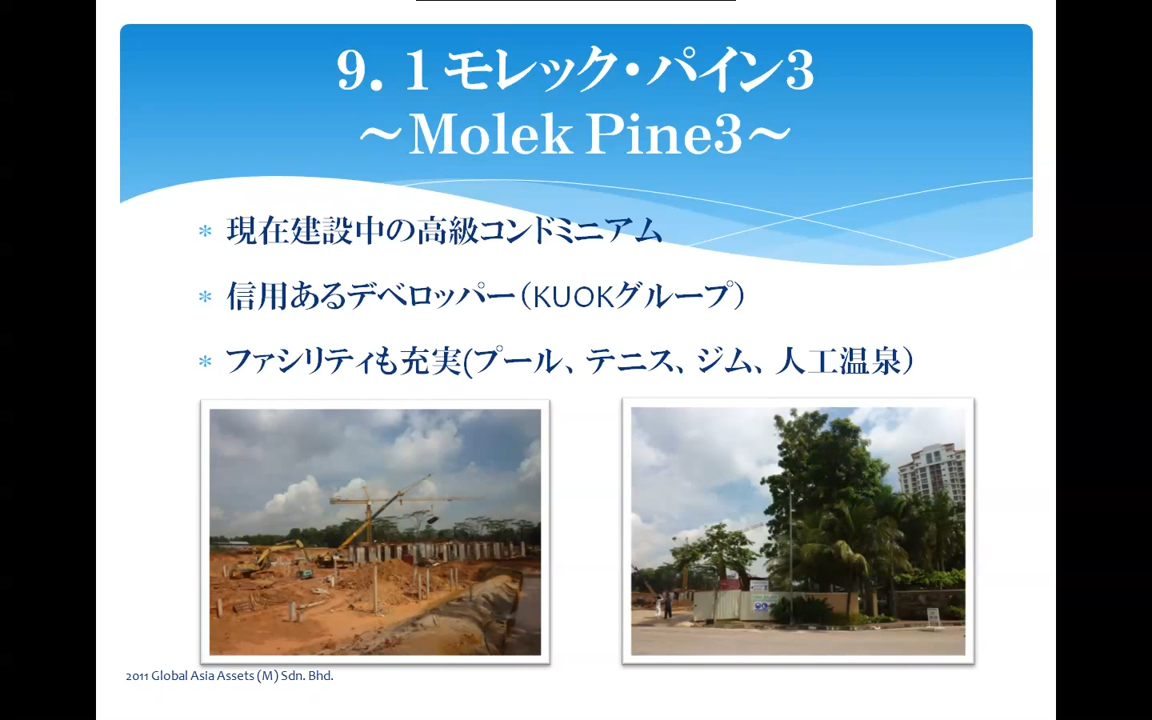 9．1モレック・パイン3
～Molek Pine3～
* 現在建設中の高級コンドミニアム
* 信用あるデベロッパー（KUOKグループ）
* ファシリティも充実(プール、テニス、ジム、人工温泉）
2011 Global Asia Assets (M) Sdn. Bhd.